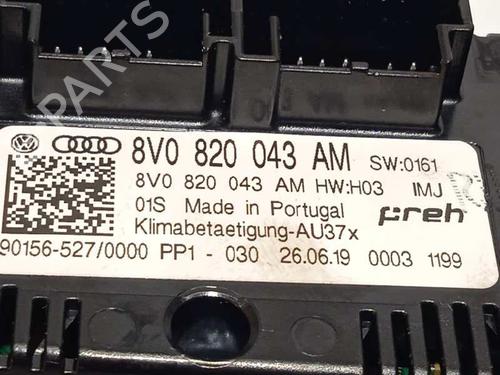 B PARTS
8V0 820 043 AM SW:0161
8V0 820 043 AM HW:H03 IMJ
01S Made in Portugal preh
Klimabetaetigung-AU37x
90156-527/0000 PP1 - 030 26.06.19 0003 1199